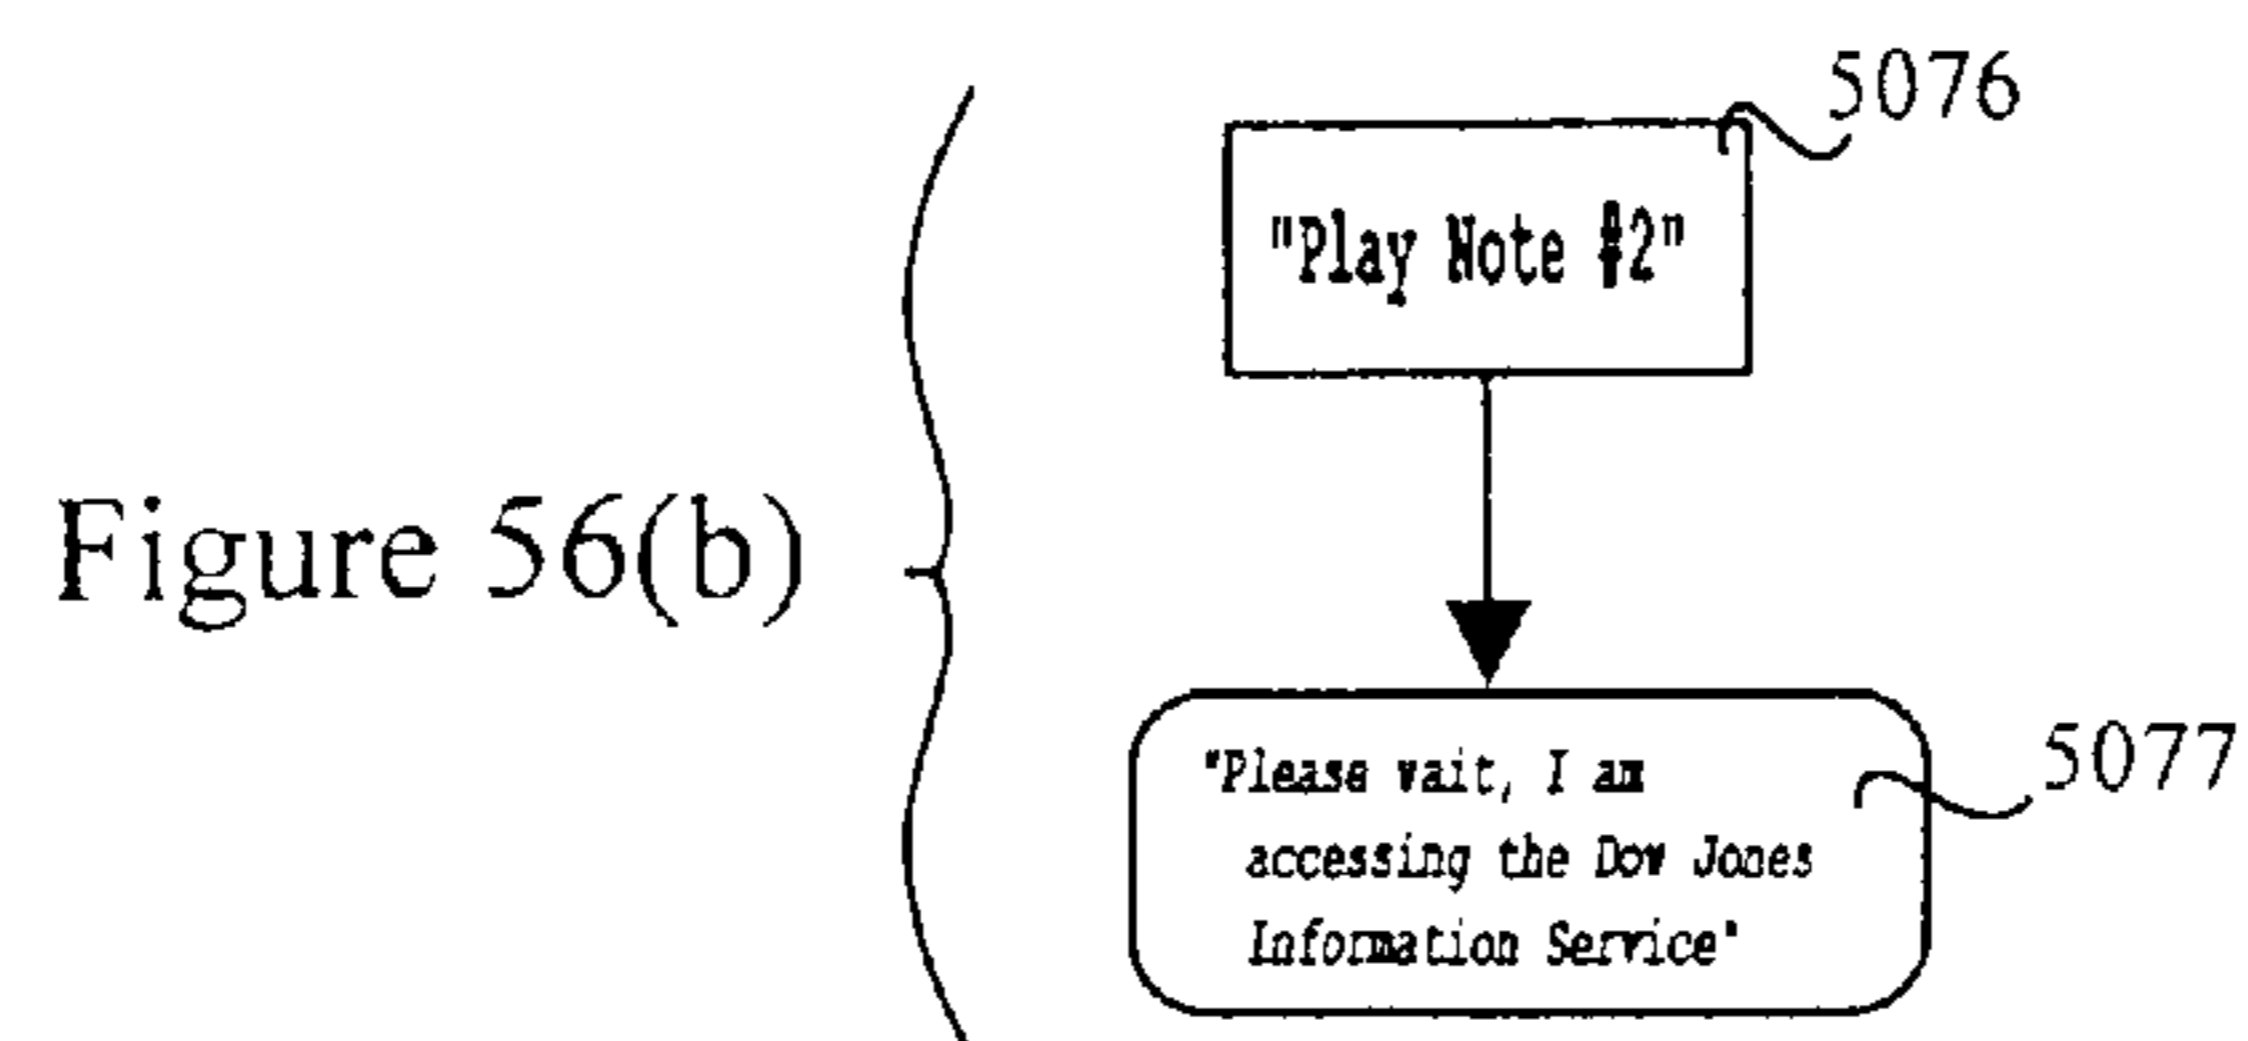 5076
"Play Note #2"
Figure 56(b)
"Please wait, I am
5077
accessing the Dow Jones
Information Service"